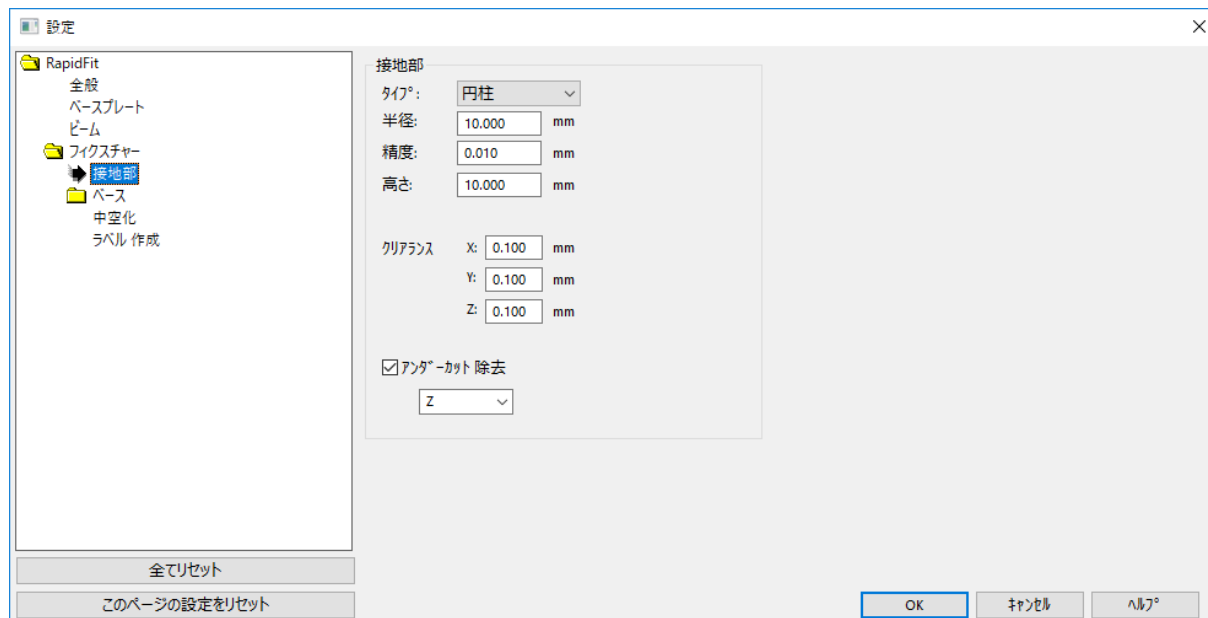 設定
RapidFit
全般
ベースプレート
ビーム
フィクスチャー
接地部
ベース
中空化
ラベル 作成
全てリセット
このページの設定をリセット
接地部
ﾀｲﾌﾟ: 円柱
半径: 10.000 mm
精度: 0.010 mm
高さ: 10.000 mm
ｸﾘｱﾗﾝｽ X: 0.100 mm
Y: 0.100 mm
Z: 0.100 mm
ｱﾝﾀﾞｰｶｯﾄ 除去
Z
OK ｷｬﾝｾﾙ ﾍﾙﾌﾟ